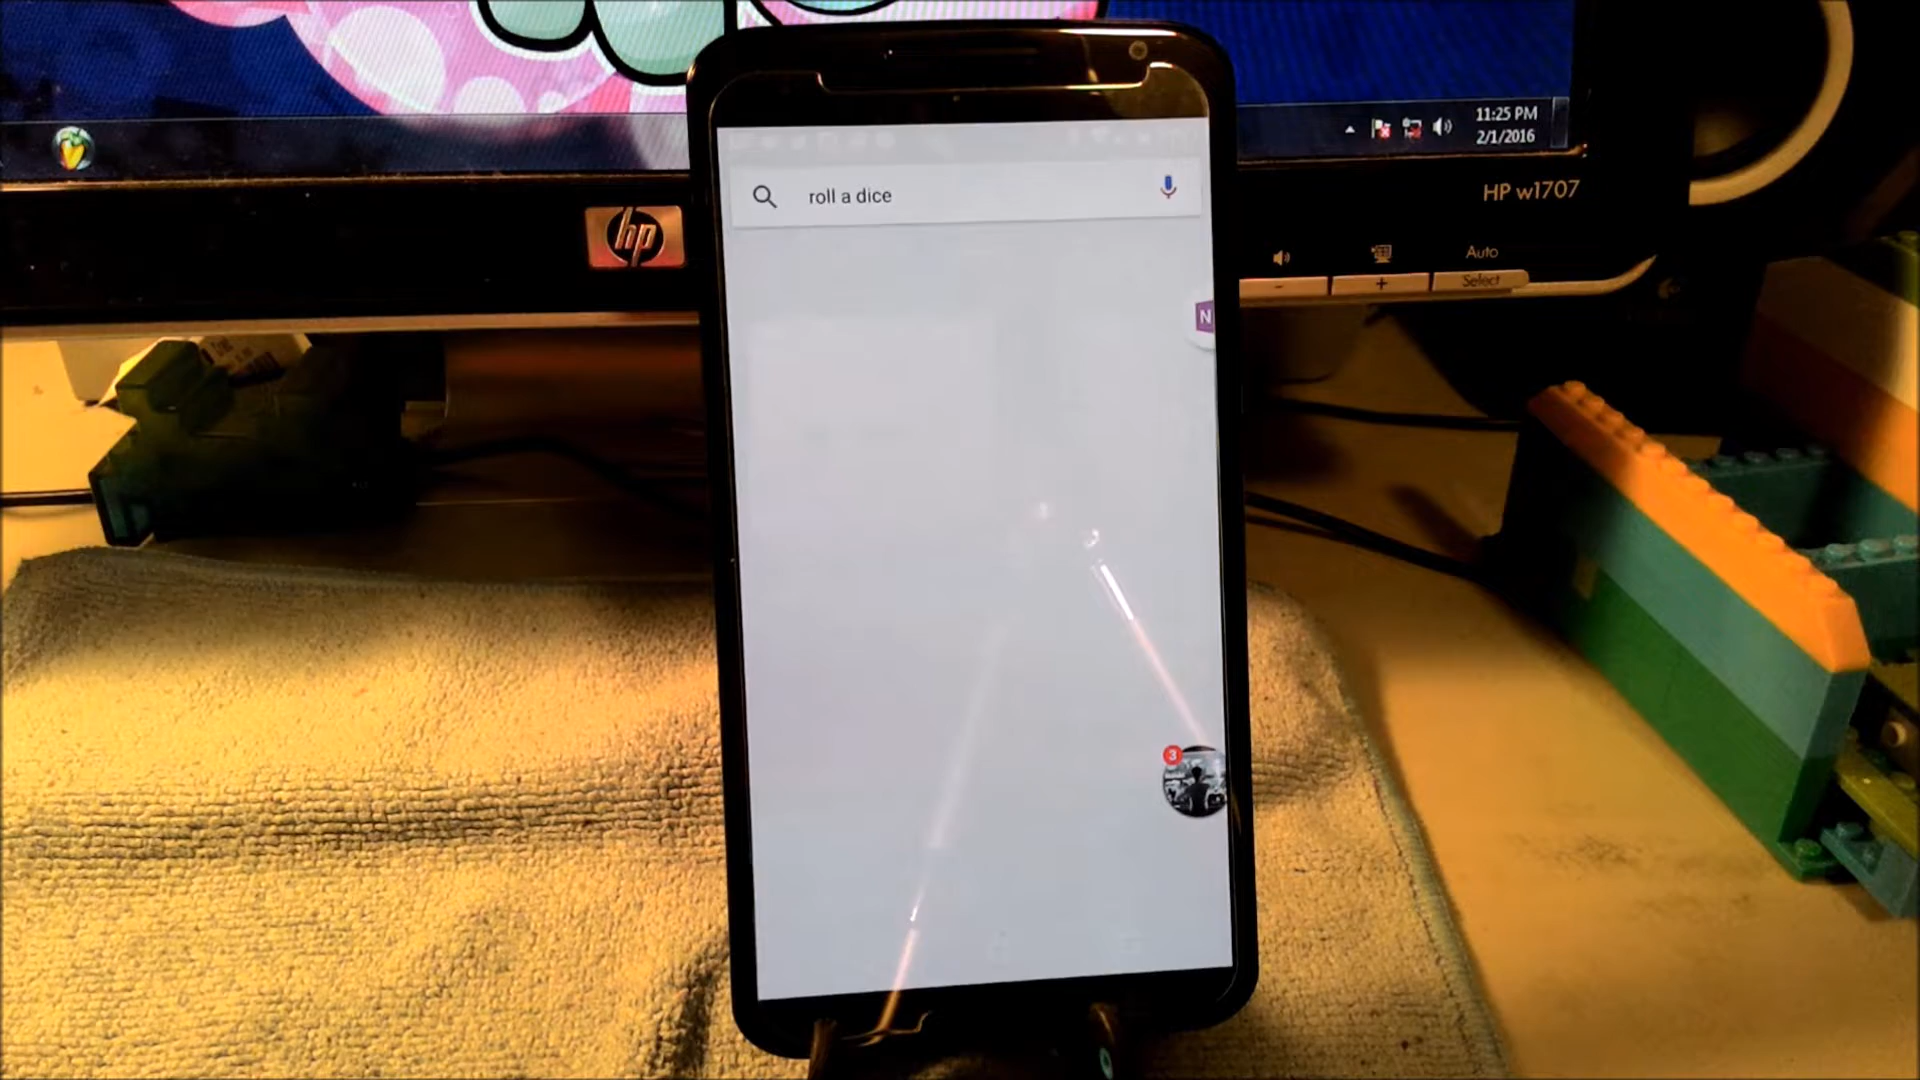 11:25 PM
2/1/2016
roll a dice
hp
HP w1707
N
Auto
- + Select
3